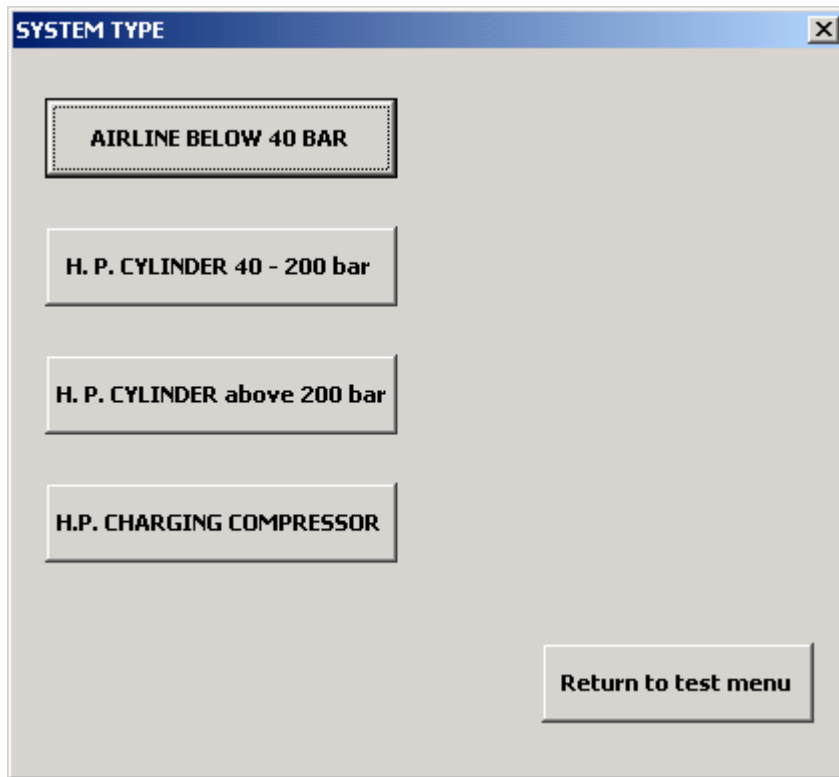 SYSTEM TYPE
AIRLINE BELOW 40 BAR
H. P. CYLINDER 40 - 200 bar
H. P. CYLINDER above 200 bar
H.P. CHARGING COMPRESSOR
Return to test menu